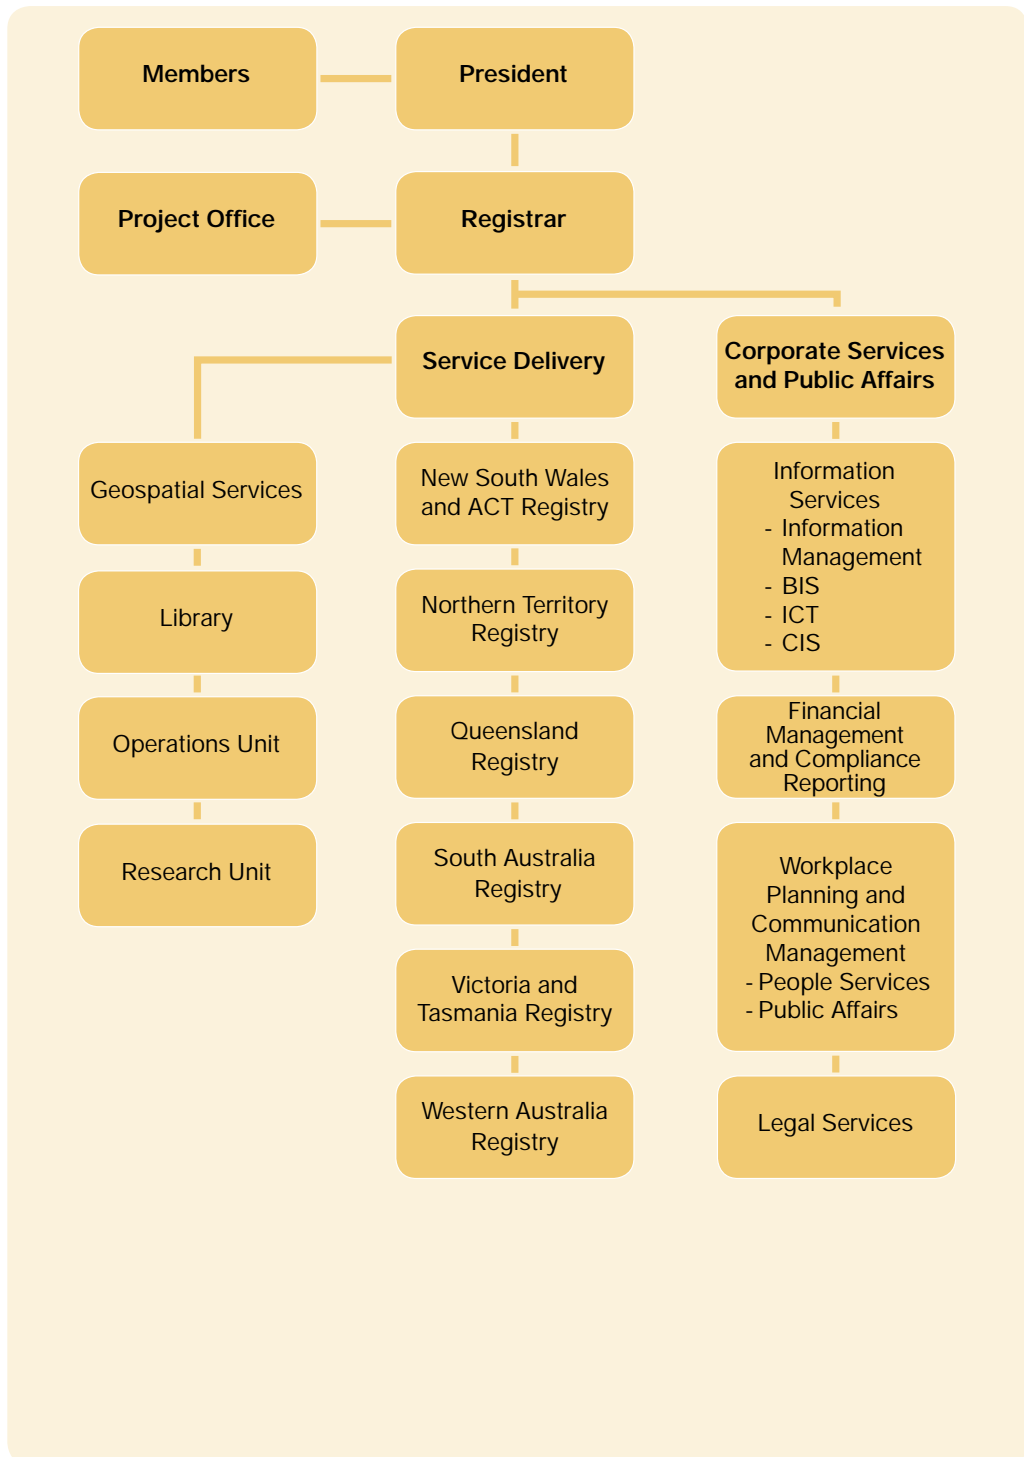 Members
President
Project Office
Registrar
Service Delivery
Corporate Services
and Public Affairs
Geospatial Services
Library
Operations Unit
Research Unit
New South Wales
and ACT Registry
Northern Territory
Registry
Queensland
Registry
South Australia
Registry
Victoria and
Tasmania Registry
Western Australia
Registry
Information
Services
- Information
Management
- BIS
- ICT
- CIS
Financial
Management
and Compliance
Reporting
Workplace
Planning and
Communication
Management
- People Services
- Public Affairs
Legal Services